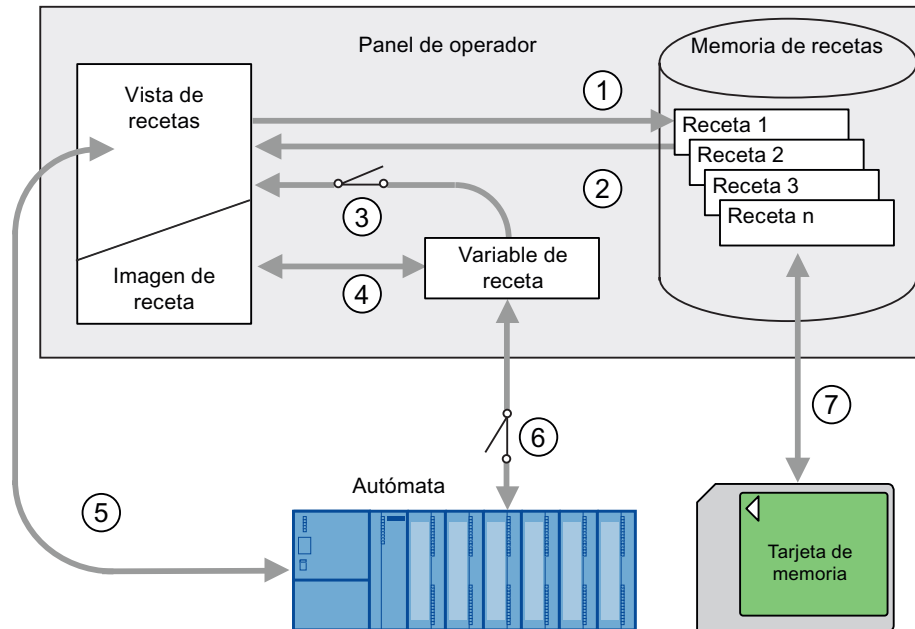 Panel de operador
Memoria de recetas
Vista de
recetas
1
Receta 1
Receta 2
2
Receta 3
3
Receta n
Variable de
receta
Imagen de
receta
4
7
6
Autómata
5
Tarjeta de
memoria